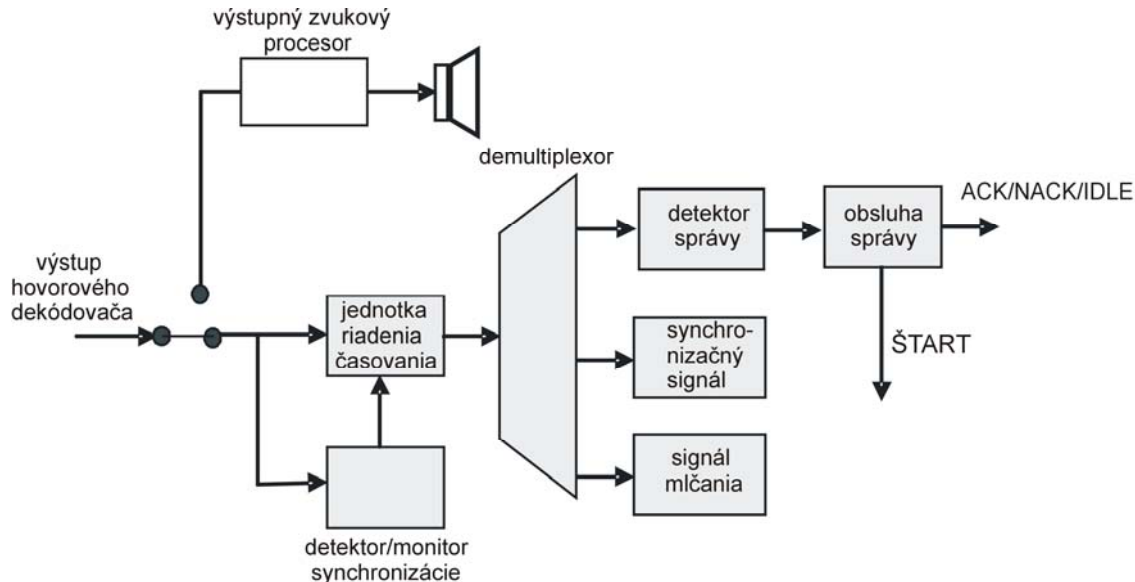 výstupný zvukový
procesor
demultiplexor
detektor
správy
obsluha
správy
ACK/NACK/IDLE
výstup
hovorového
dekódovača
jednotka
riadenia
časovania
synchro-
nizačný
signál
ŠTART
signál
mlčania
detektor/monitor
synchronizácie